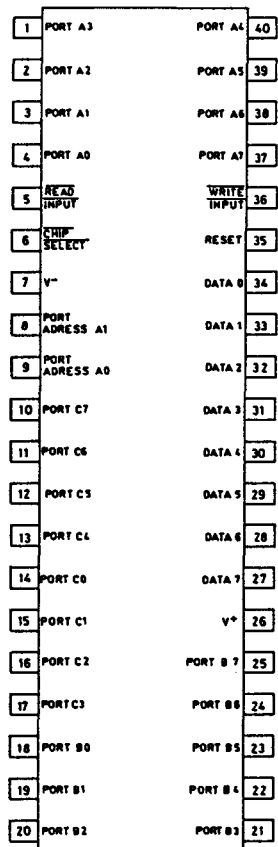 1 PORT A3 PORT A4 40
2 PORT A2 PORT A5 39
3 PORT A1 PORT A6 38
4 PORT A0 PORT A7 37
5 READ INPUT WRITE INPUT 36
6 CHIP SELECT RESET 35
7 V- DATA 0 34
8 PORT ADRESS A1 DATA 1 33
9 PORT ADRESS A0 DATA 2 32
10 PORT C7 DATA 3 31
11 PORT C6 DATA 4 30
12 PORT C5 DATA 5 29
13 PORT C4 DATA 6 28
14 PORT C0 DATA 7 27
15 PORT C1 V+ 26
16 PORT C2 PORT B 7 25
17 PORT C3 PORT B6 24
18 PORT B0 PORT B5 23
19 PORT B1 PORT B4 22
20 PORT B2 PORT B3 21